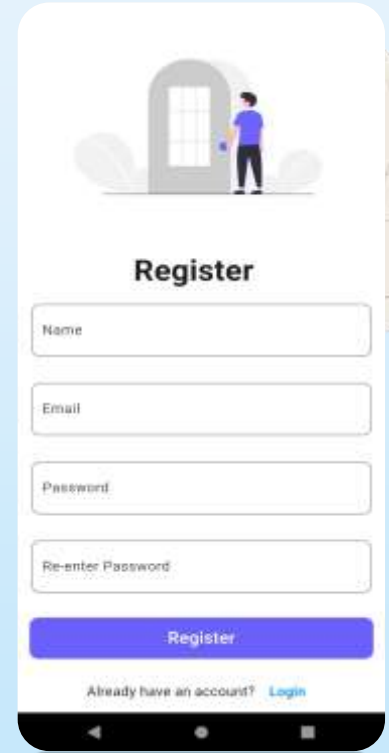 Register
Name
Email
Password
Re-enter Password
Register
Already have an account? Login